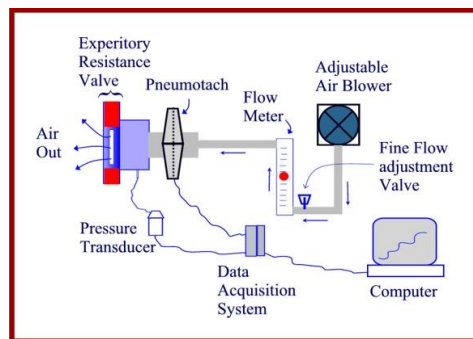 Experitory
Resistance
Valve
Pneumotach
Adjustable
Air Blower
Flow
Meter
Air
Out
Fine Flow
adjustment
Valve
Pressure
Transducer
Data
Acquisition
System
Computer